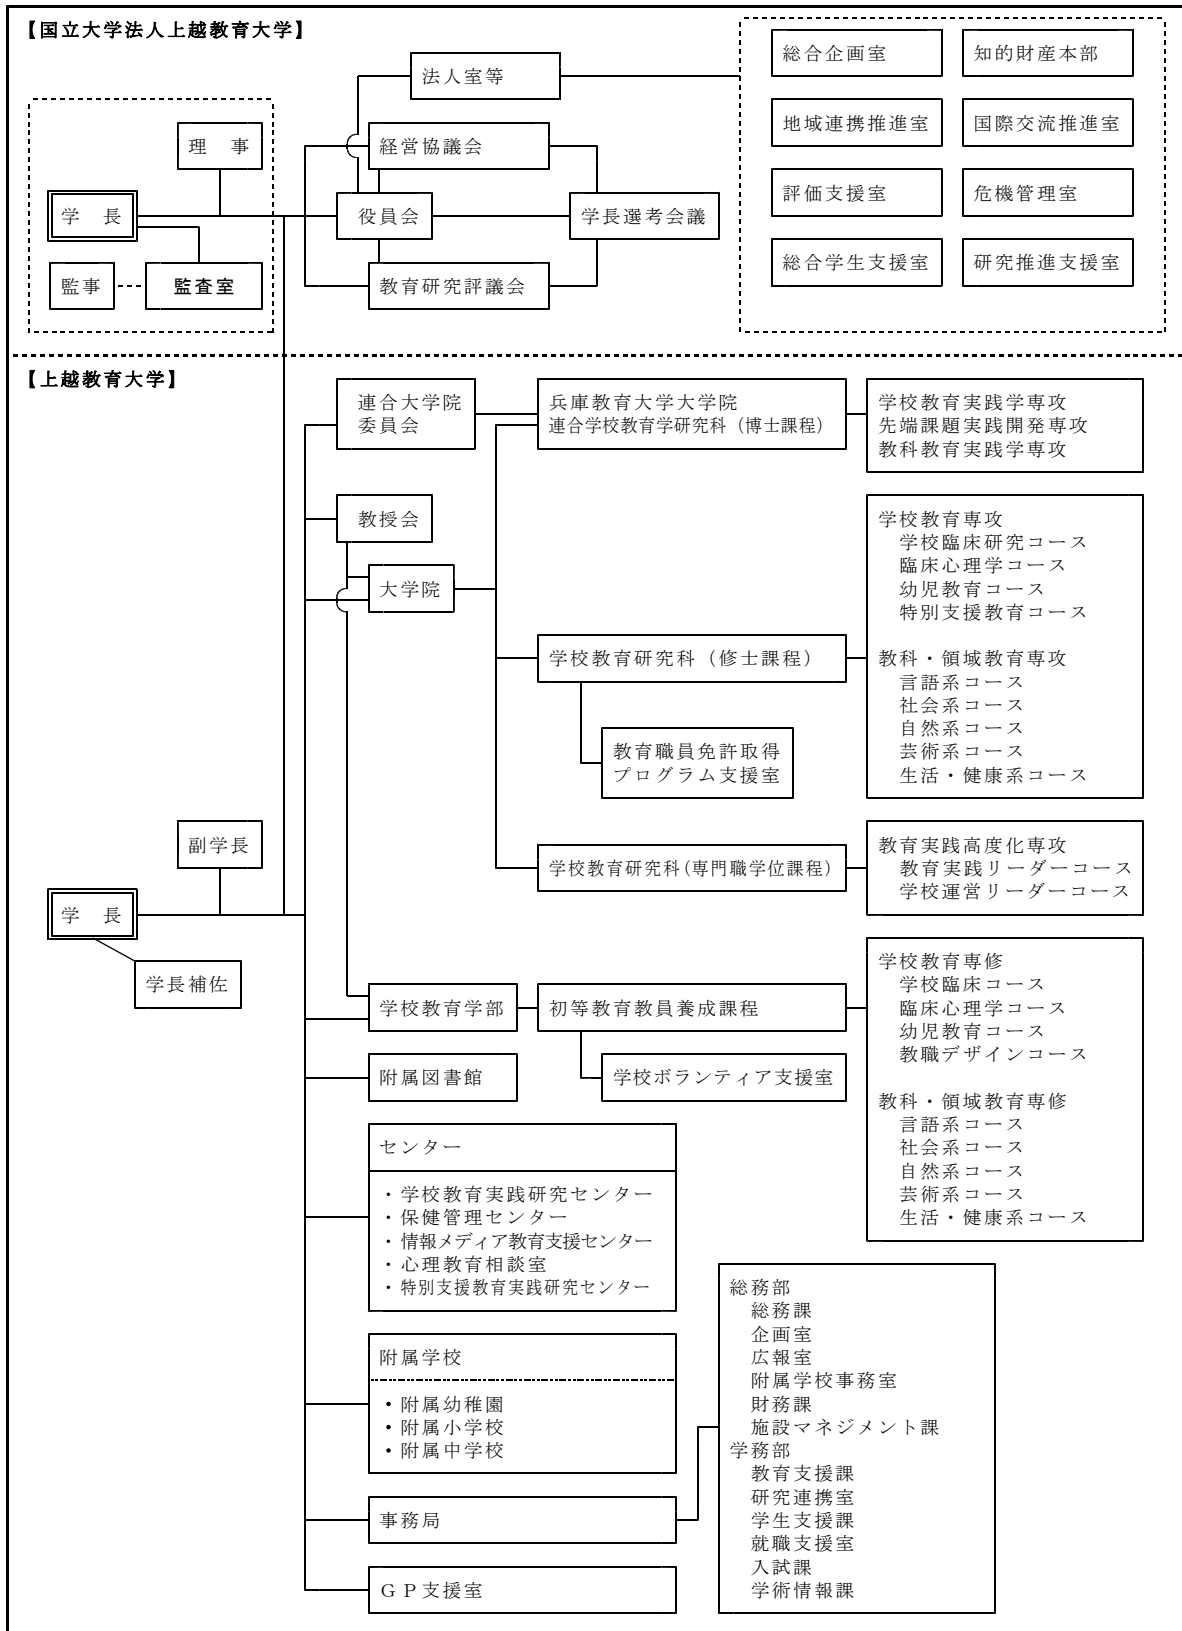 【国立大学法人上越教育大学】
法人室等
総合企画室
知的財産本部
地域連携推進室
国際交流推進室
評価支援室
危機管理室
総合学生支援室
研究推進支援室
理　事
学　長
監事
監査室
経営協議会
役員会
学長選考会議
教育研究評議会
【上越教育大学】
連合大学院
委員会
兵庫教育大学大学院
連合学校教育学研究科（博士課程）
学校教育実践学専攻
先端課題実践開発専攻
教科教育実践学専攻
教授会
大学院
学校教育研究科（修士課程）
学校教育専攻
学校臨床研究コース
臨床心理学コース
幼児教育コース
特別支援教育コース
教科・領域教育専攻
言語系コース
社会系コース
自然系コース
芸術系コース
生活・健康系コース
教育職員免許取得
プログラム支援室
学校教育研究科(専門職学位課程)
教育実践高度化専攻
教育実践リーダーコース
学校運営リーダーコース
副学長
学　長
学長補佐
学校教育学部
初等教育教員養成課程
学校ボランティア支援室
学校教育専修
学校臨床コース
臨床心理学コース
幼児教育コース
教職デザインコース
教科・領域教育専修
言語系コース
社会系コース
自然系コース
芸術系コース
生活・健康系コース
附属図書館
センター
・学校教育実践研究センター
・保健管理センター
・情報メディア教育支援センター
・心理教育相談室
・特別支援教育実践研究センター
附属学校
・附属幼稚園
・附属小学校
・附属中学校
事務局
総務部
総務課
企画室
広報室
附属学校事務室
財務課
施設マネジメント課
学務部
教育支援課
研究連携室
学生支援課
就職支援室
入試課
学術情報課
ＧＰ支援室